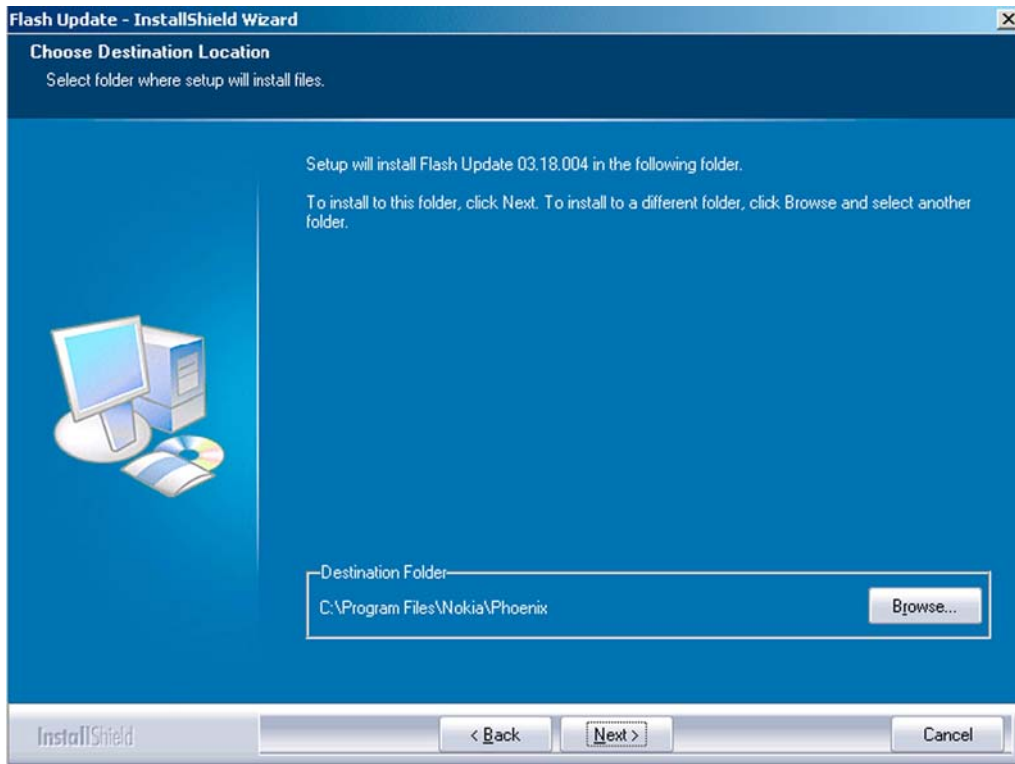 Flash Update - InstallShield Wizard
Choose Destination Location
Select folder where setup will install files.
Setup will install Flash Update 03.18.004 in the following folder.
To install to this folder, click Next. To install to a different folder, click Browse and select another
folder.
Destination Folder
C:\Program Files\Nokia\Phoenix
Browse...
InstallShield
< Back
Next >
Cancel